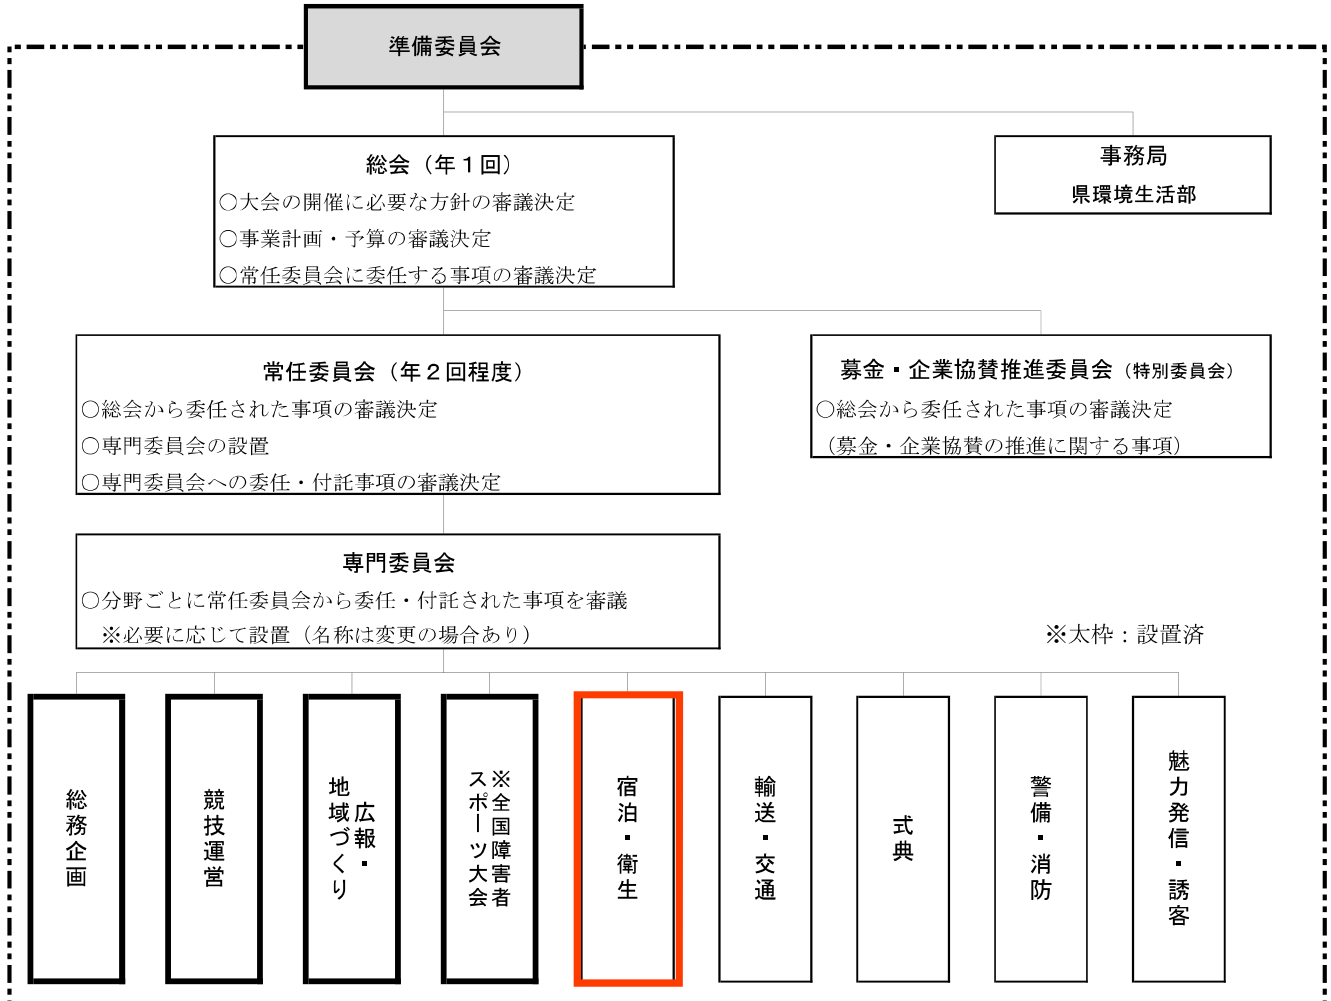 準備委員会
総会（年１回）
○大会の開催に必要な方針の審議決定
○事業計画・予算の審議決定
○常任委員会に委任する事項の審議決定
事務局
県環境生活部
常任委員会（年２回程度）
○総会から委任された事項の審議決定
○専門委員会の設置
○専門委員会への委任・付託事項の審議決定
募金・企業協賛推進委員会（特別委員会）
○総会から委任された事項の審議決定
（募金・企業協賛の推進に関する事項）
専門委員会
○分野ごとに常任委員会から委任・付託された事項を審議
※必要に応じて設置（名称は変更の場合あり）
※太枠：設置済
総務企画
競技運営
広報・
地域づくり
※全国障害者
スポーツ大会
宿泊・衛生
輸送・交通
式典
警備・消防
魅力発信・誘客